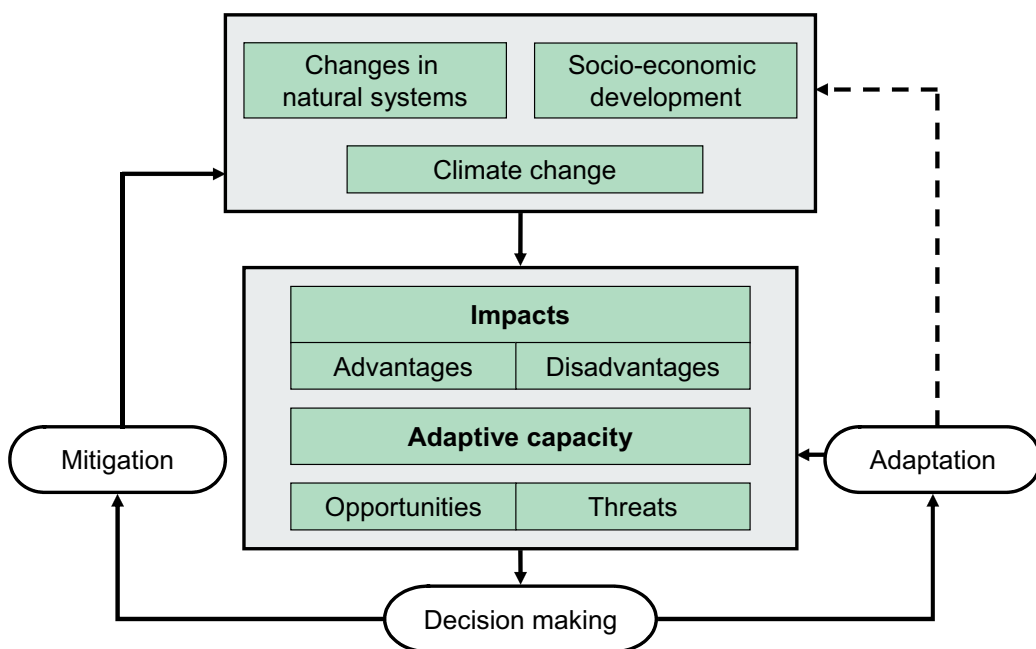 Changes in
natural systems
Socio-economic
development
Climate change
Impacts
Advantages
Disadvantages
Adaptive capacity
Mitigation
Adaptation
Opportunities
Threats
Decision making